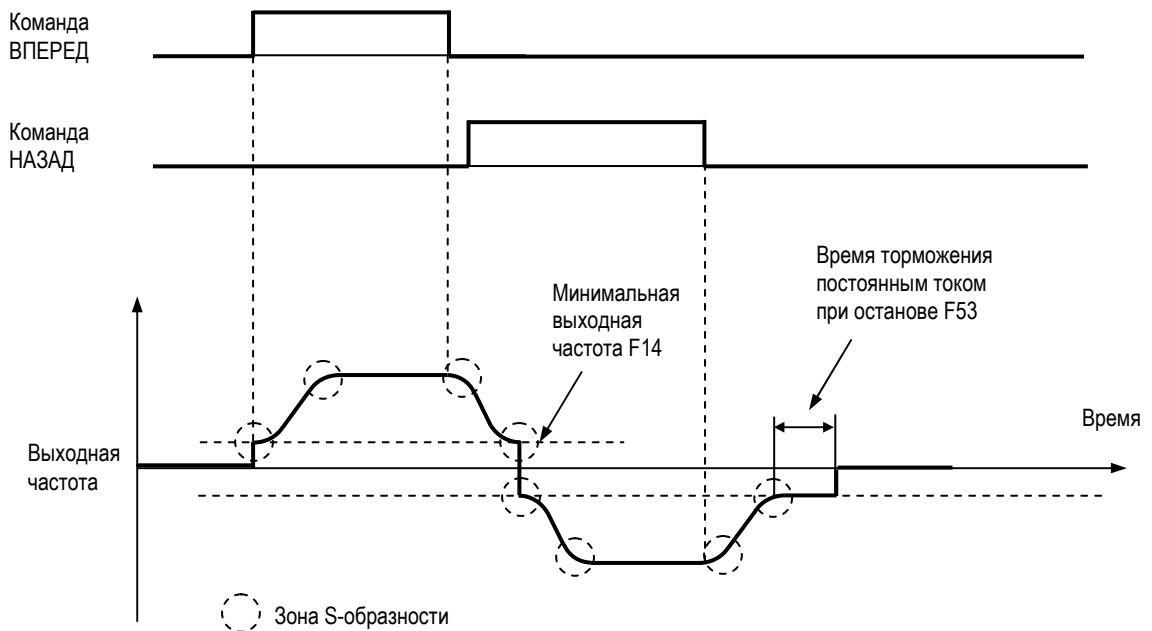 Команда
ВПЕРЕД
Команда
НАЗАД
Время торможения
постоянным током
при останове F53
Минимальная
выходная
частота F14
Время
Выходная
частота
Зона S-образности